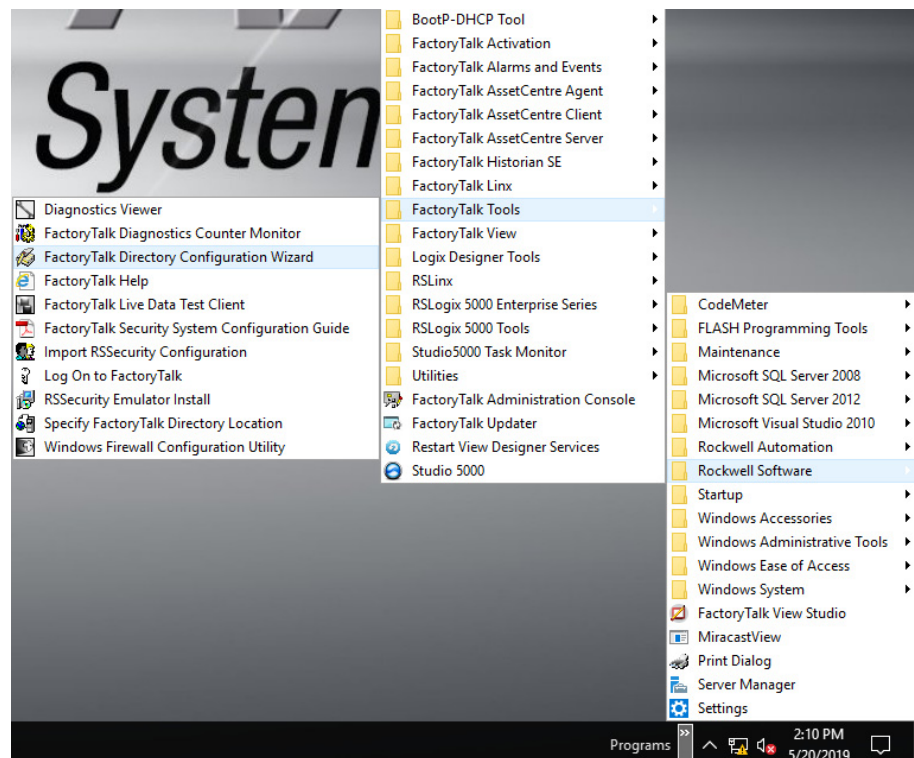 System
BootP-DHCP Tool
FactoryTalk Activation
FactoryTalk Alarms and Events
FactoryTalk AssetCentre Agent
FactoryTalk AssetCentre Client
FactoryTalk AssetCentre Server
FactoryTalk Historian SE
FactoryTalk Linx
FactoryTalk Tools
FactoryTalk View
Logix Designer Tools
RSLinx
RSLogix 5000 Enterprise Series
RSLogix 5000 Tools
Studio5000 Task Monitor
Utilities
FactoryTalk Administration Console
FactoryTalk Updater
Restart View Designer Services
Studio 5000
Diagnostics Viewer
FactoryTalk Diagnostics Counter Monitor
FactoryTalk Directory Configuration Wizard
FactoryTalk Help
FactoryTalk Live Data Test Client
FactoryTalk Security System Configuration Guide
Import RSSecurity Configuration
Log On to FactoryTalk
RSSecurity Emulator Install
Specify FactoryTalk Directory Location
Windows Firewall Configuration Utility
CodeMeter
FLASH Programming Tools
Maintenance
Microsoft SQL Server 2008
Microsoft SQL Server 2012
Microsoft Visual Studio 2010
Rockwell Automation
Rockwell Software
Startup
Windows Accessories
Windows Administrative Tools
Windows Ease of Access
Windows System
FactoryTalk View Studio
MiracastView
Print Dialog
Server Manager
Settings
Programs
2:10 PM
5/20/2019